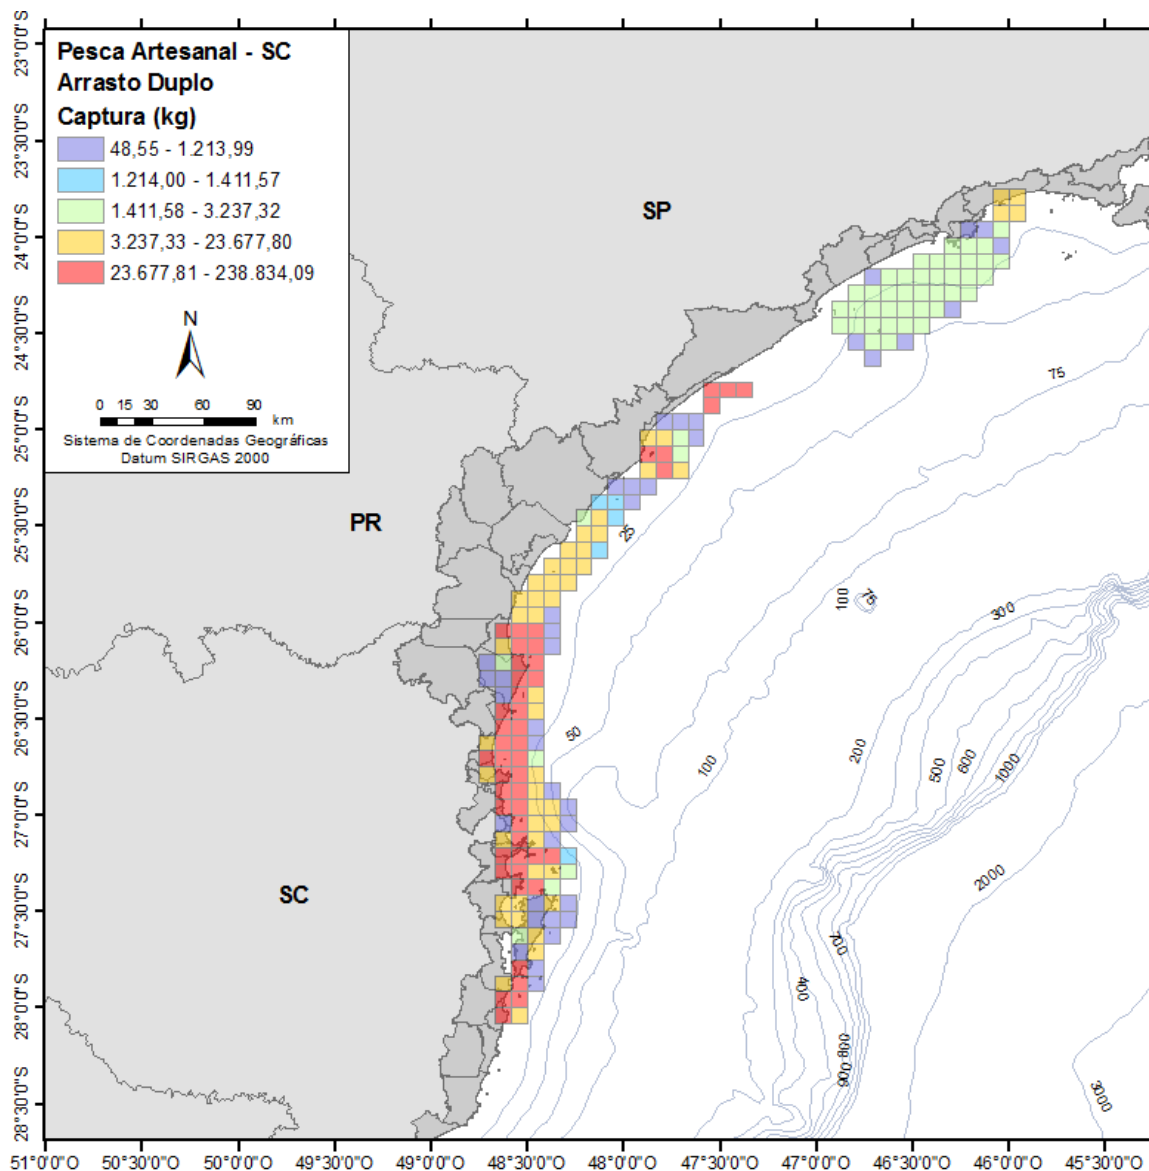 Pesca Artesanal - SC
Arrasto Duplo
Captura (kg)
48,55 - 1.213,99
1.214,00 - 1.411,57
1.411,58 - 3.237,32
3.237,33 - 23.677,80
23.677,81 - 238.834,09
N
0 15 30 60 90
km
Sistema de Coordenadas Geográficas
Datum SIRGAS 2000
SP
PR
SC
75
25
100
75
300
50
100
200
500
600
1000
2000
700
400
800
900
3000
23°0'0"S
23°30'0"S
24°0'0"S
24°30'0"S
25°0'0"S
25°30'0"S
26°0'0"S
26°30'0"S
27°0'0"S
27°30'0"S
28°0'0"S
28°30'0"S
51°0'0"O 50°30'0"O 50°0'0"O 49°30'0"O 49°0'0"O 48°30'0"O 48°0'0"O 47°30'0"O 47°0'0"O 46°30'0"O 46°0'0"O 45°30'0"O